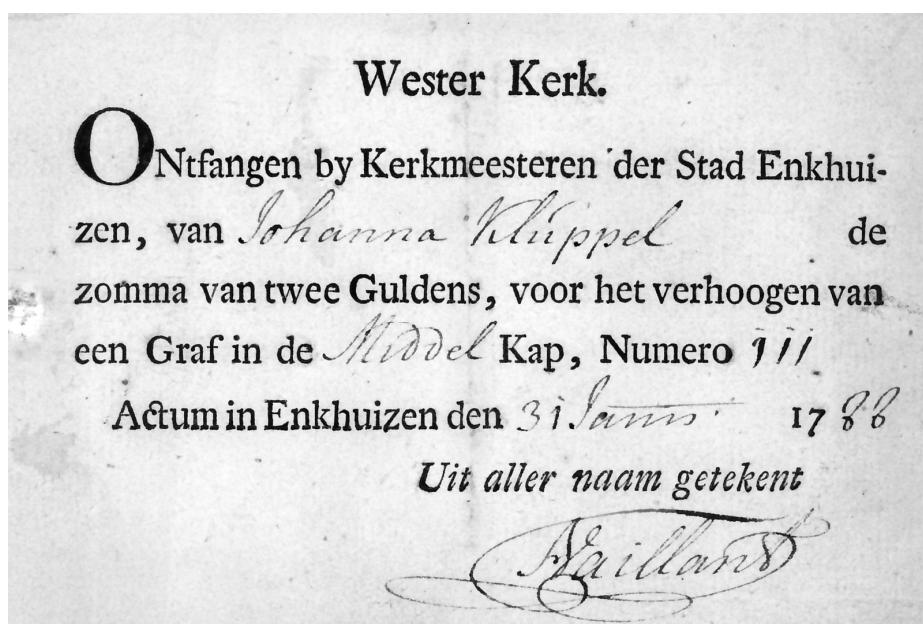 Wester Kerk.
ONtfangen by Kerkmeesteren der Stad Enkhui-
zen, van Johanna Kluppel de
zomma van twee Guldens, voor het verhoogen van
een Graf in de Middel Kap, Numero 111
Actum in Enkhuizen den 31 Janu. 1788
Uit aller naam getekent
Vaillant